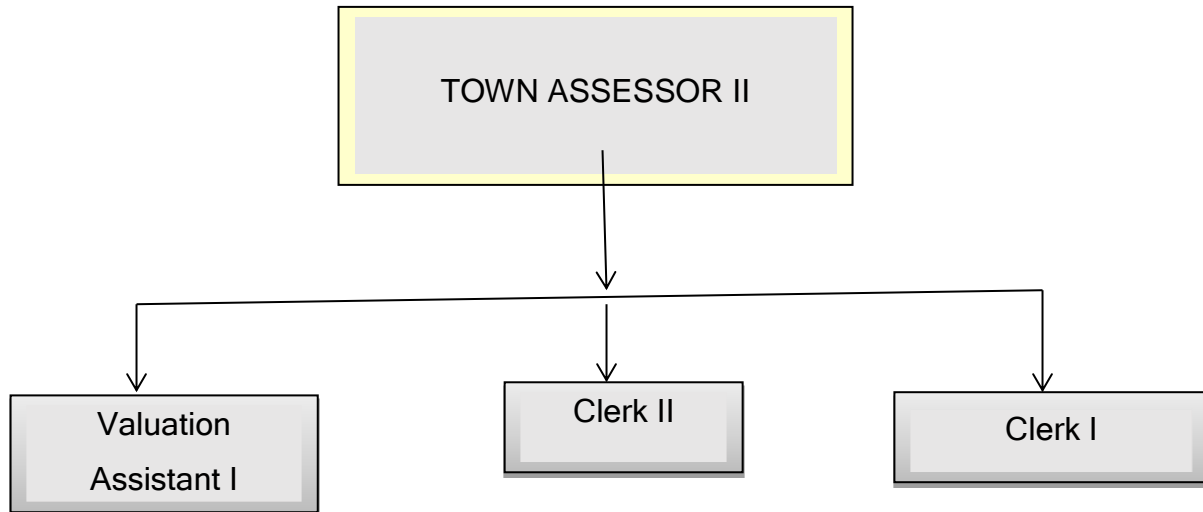 TOWN ASSESSOR II
Valuation
Assistant I
Clerk II
Clerk I